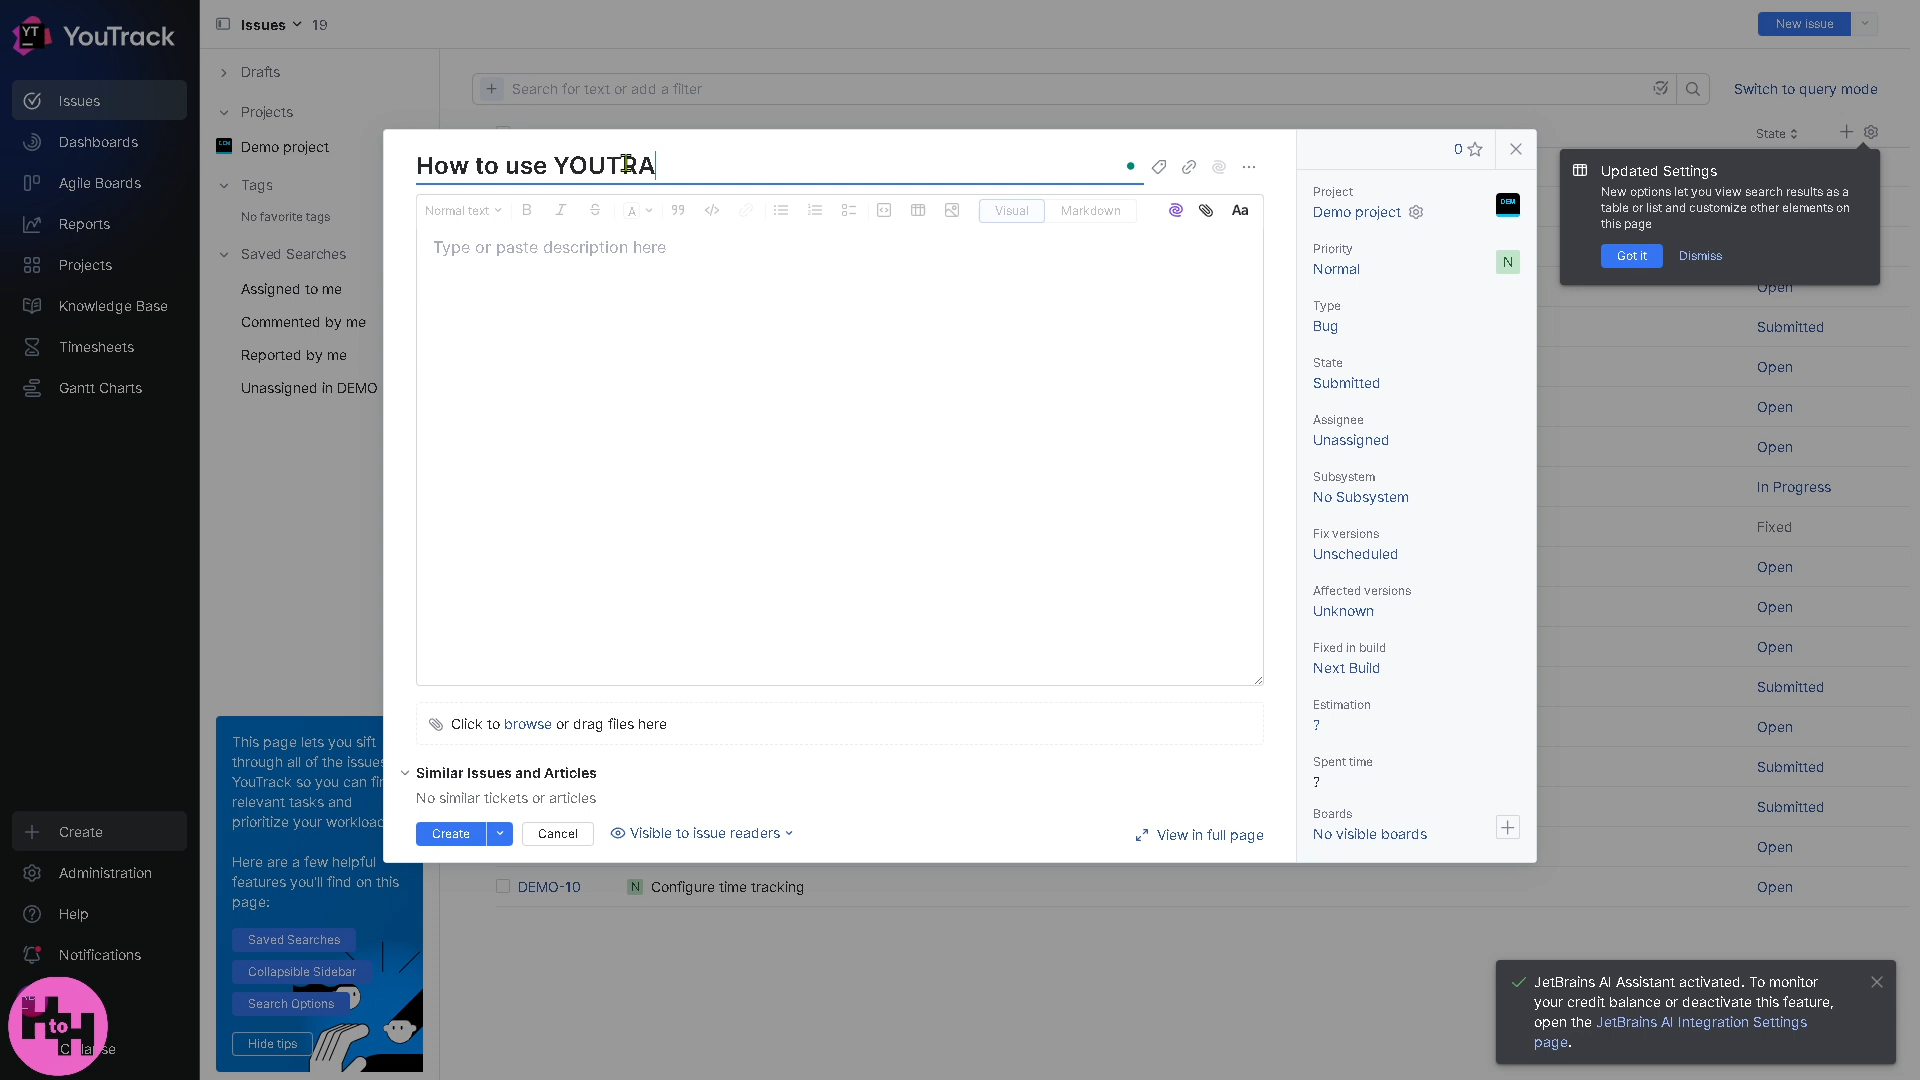 YT
YouTrack
Issues
Dashboards
Agile Boards
Reports
Projects
Knowledge Base
Timesheets
Gantt Charts
Create
Administration
Help
Notifications
HtoH
Issues 19
New issue
Drafts
Projects
Demo project
Tags
No favorite tags
Saved Searches
Assigned to me
Commented by me
Reported by me
Unassigned in DEMO
This page lets you sift
through all of the issues
YouTrack so you can
relevant tasks and
prioritize your
Here are a few helpful
features you'll find on this
page:
Saved Searches
Collapsible Sidebar
Search Options
Hide tips
Search for text or add a filter
Switch to query mode
State
How to use YOUTRA
Normal text
B I S A
Visual
Markdown
Aa
Type or paste description here
Click to browse or drag files here
Similar Issues and Articles
No similar tickets or articles
Create
Cancel
Visible to issue readers
View in full page
0
Project
Demo project
DEM
Priority
Normal
N
Type
Bug
State
Submitted
Assignee
Unassigned
Subsystem
No Subsystem
Fix versions
Unscheduled
Affected versions
Unknown
Fixed in build
Next Build
Estimation
?
Spent time
?
Boards
No visible boards
Updated Settings
New options let you view search results as a
table or list and customize other elements on
this page
Got it
Dismiss
Open
Submitted
Open
Open
Open
In Progress
Fixed
Open
Open
Open
Submitted
Open
Submitted
Submitted
Open
DEMO-10 N Configure time tracking Open
JetBrains AI Assistant activated. To monitor
your credit balance or deactivate this feature,
open the JetBrains AI Integration Settings
page.